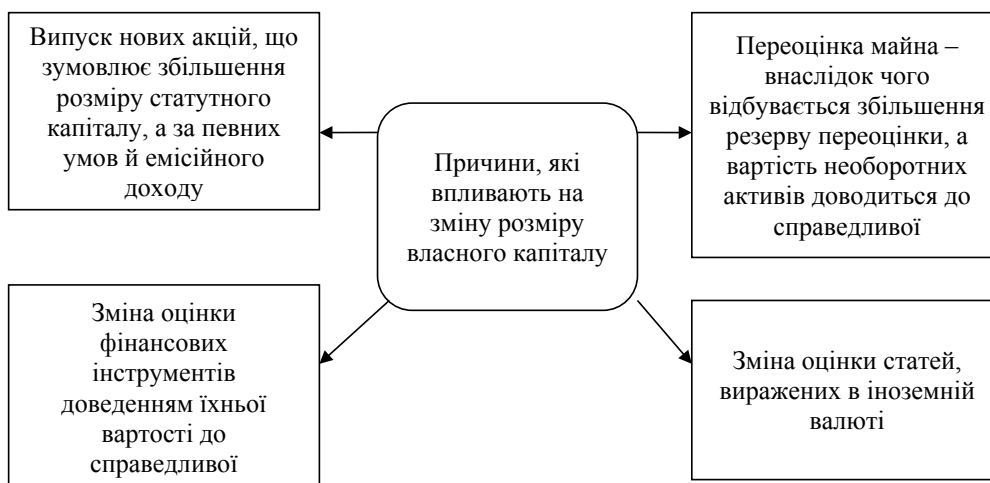 Випуск нових акцій, що
зумовлює збільшення
розміру статутного
капіталу, а за певних
умов й емісійного
доходу
Переоцінка майна –
внаслідок чого
відбувається збільшення
резерву переоцінки, а
вартість необоротних
активів доводиться до
справедливої
Причини, які
впливають на
зміну розміру
власного капіталу
Зміна оцінки
фінансових
інструментів
доведенням їхньої
вартості до
справедливої
Зміна оцінки статей,
виражених в іноземній
валюті